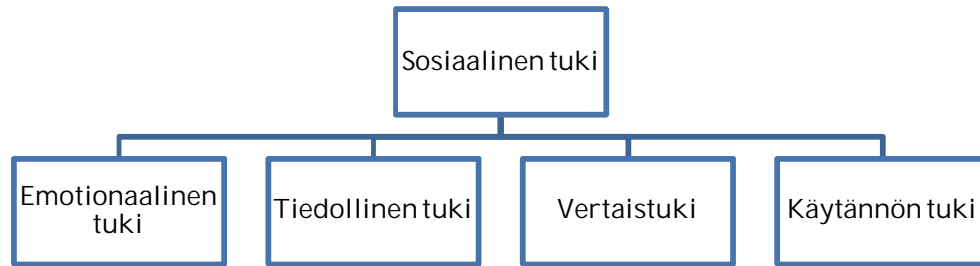 Sosiaalinen tuki
Emotionaalinen
tuki
Tiedollinen tuki
Vertaistuki
Käytännön tuki